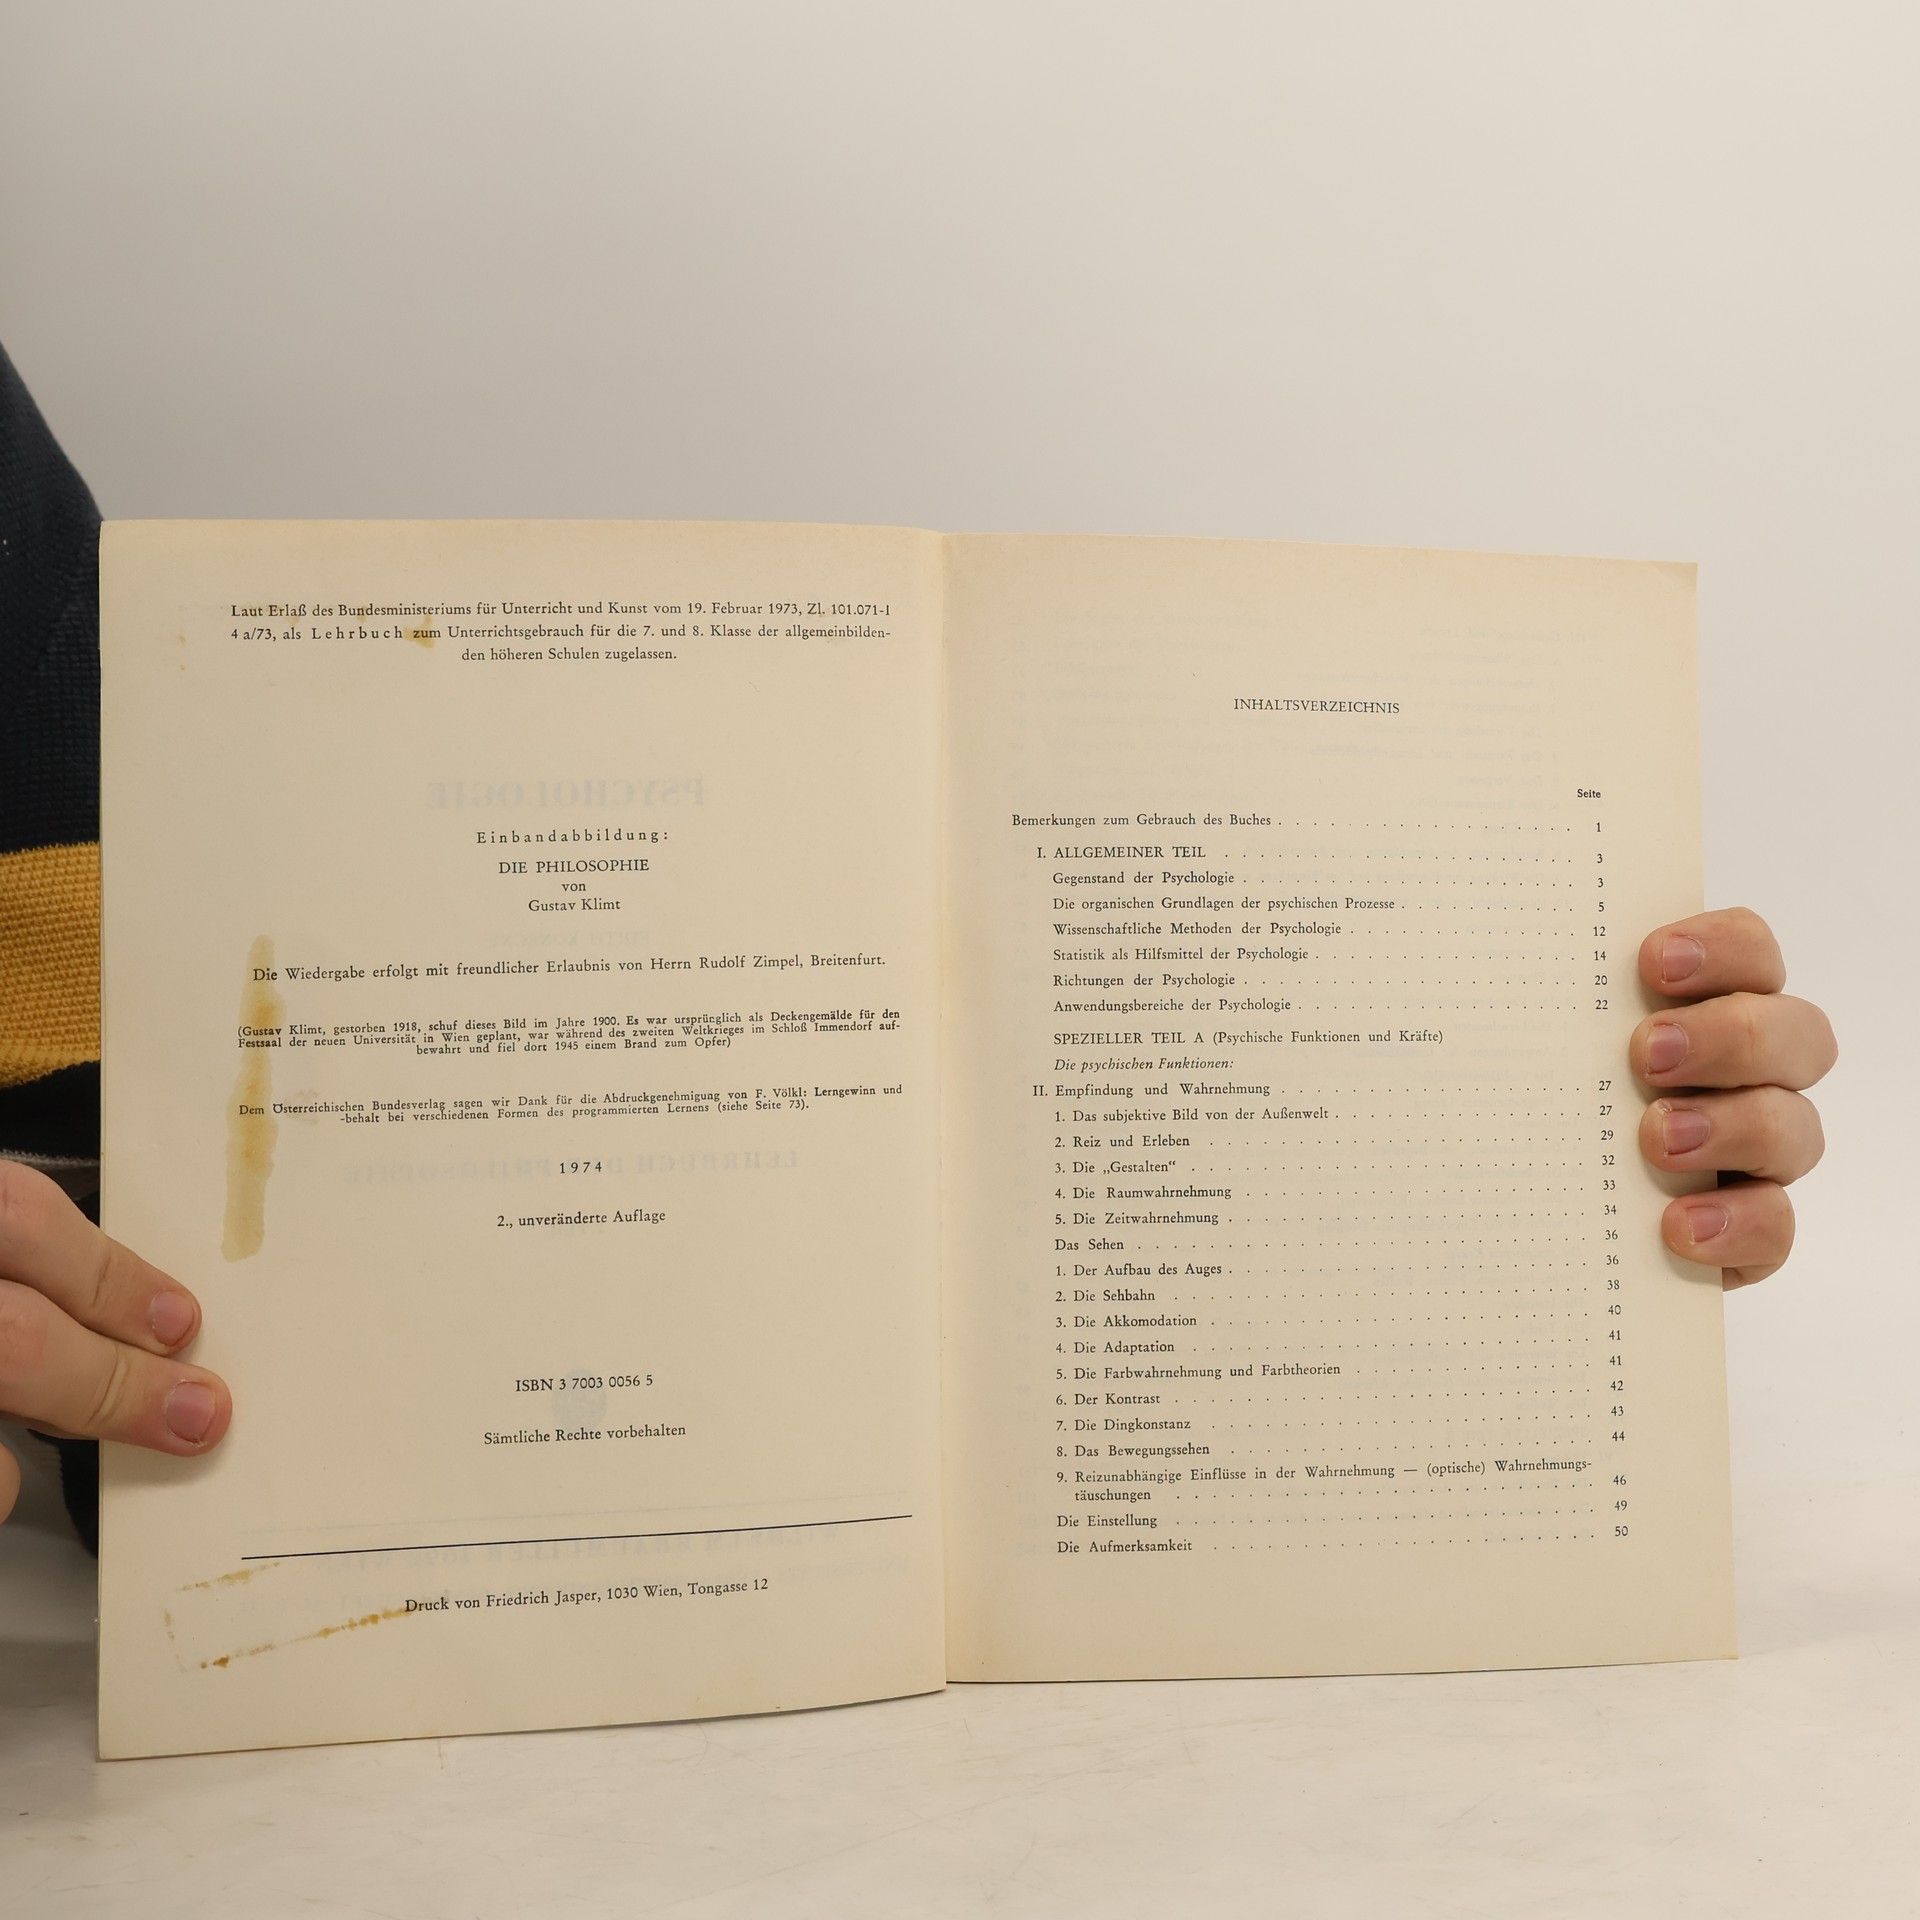 Laut Erlaß des Bundesministeriums für Unterricht und Kunst vom 19. Februar 1973, Zl. 101.071-I
4 a/73, als Lehrbuch zum Unterrichtsgebrauch für die 7. und 8. Klasse der allgemeinbilden-
den höheren Schulen zugelassen.
PSYCHOLOGIE
Einbandabbildung:
DIE PHILOSOPHIE
von
Gustav Klimt
Die Wiedergabe erfolgt mit freundlicher Erlaubnis von Herrn Rudolf Zimpel, Breitenfurt.
(Gustav Klimt, gestorben 1918, schuf dieses Bild im Jahre 1900. Es war ursprünglich als Deckengemälde für den
Festsaal der neuen Universität in Wien geplant, war während des zweiten Weltkrieges im Schloß Immendorf auf-
bewahrt und fiel dort 1945 einem Brand zum Opfer)
Dem Österreichischen Bundesverlag sagen wir Dank für die Abdruckgenehmigung von F. Völkl: Lerngewinn und
-behalt bei verschiedenen Formen des programmierten Lernens (siehe Seite 73).
1974
2., unveränderte Auflage
ISBN 3 7003 0056 5
Sämtliche Rechte vorbehalten
Druck von Friedrich Jasper, 1030 Wien, Tongasse 12
INHALTSVERZEICHNIS
Seite
Bemerkungen zum Gebrauch des Buches . . . . . . . . . . . . . . . . 1
I. ALLGEMEINER TEIL . . . . . . . . . . . . . . . . 3
Gegenstand der Psychologie . . . . . . . . . . . . . . . . 3
Die organischen Grundlagen der psychischen Prozesse . . . . . . . . . . 5
Wissenschaftliche Methoden der Psychologie . . . . . . . . . . . . 12
Statistik als Hilfsmittel der Psychologie . . . . . . . . . . . . . . 14
Richtungen der Psychologie . . . . . . . . . . . . . . . . 20
Anwendungsbereiche der Psychologie . . . . . . . . . . . . . . 22
SPEZIELLER TEIL A (Psychische Funktionen und Kräfte)
Die psychischen Funktionen:
II. Empfindung und Wahrnehmung . . . . . . . . . . . . . . . 27
1. Das subjektive Bild von der Außenwelt . . . . . . . . . . . . . 27
2. Reiz und Erleben . . . . . . . . . . . . . . . . 29
3. Die „Gestalten“ . . . . . . . . . . . . . . . . 32
4. Die Raumwahrnehmung . . . . . . . . . . . . . . . . 33
5. Die Zeitwahrnehmung . . . . . . . . . . . . . . . . 34
Das Sehen . . . . . . . . . . . . . . . . 36
1. Der Aufbau des Auges . . . . . . . . . . . . . . . . 36
2. Die Sehbahn . . . . . . . . . . . . . . . . 38
3. Die Akkomodation . . . . . . . . . . . . . . . . 40
4. Die Adaptation . . . . . . . . . . . . . . . . 41
5. Die Farbwahrnehmung und Farbtheorien . . . . . . . . . . . . 41
6. Der Kontrast . . . . . . . . . . . . . . . . 42
7. Die Dingkonstanz . . . . . . . . . . . . . . . . 43
8. Das Bewegungssehen . . . . . . . . . . . . . . . . 44
9. Reizunabhängige Einflüsse in der Wahrnehmung — (optische) Wahrnehmungs-
täuschungen . . . . . . . . . . . . . . . . 46
Die Einstellung . . . . . . . . . . . . . . . . 49
Die Aufmerksamkeit . . . . . . . . . . . . . . . . 50